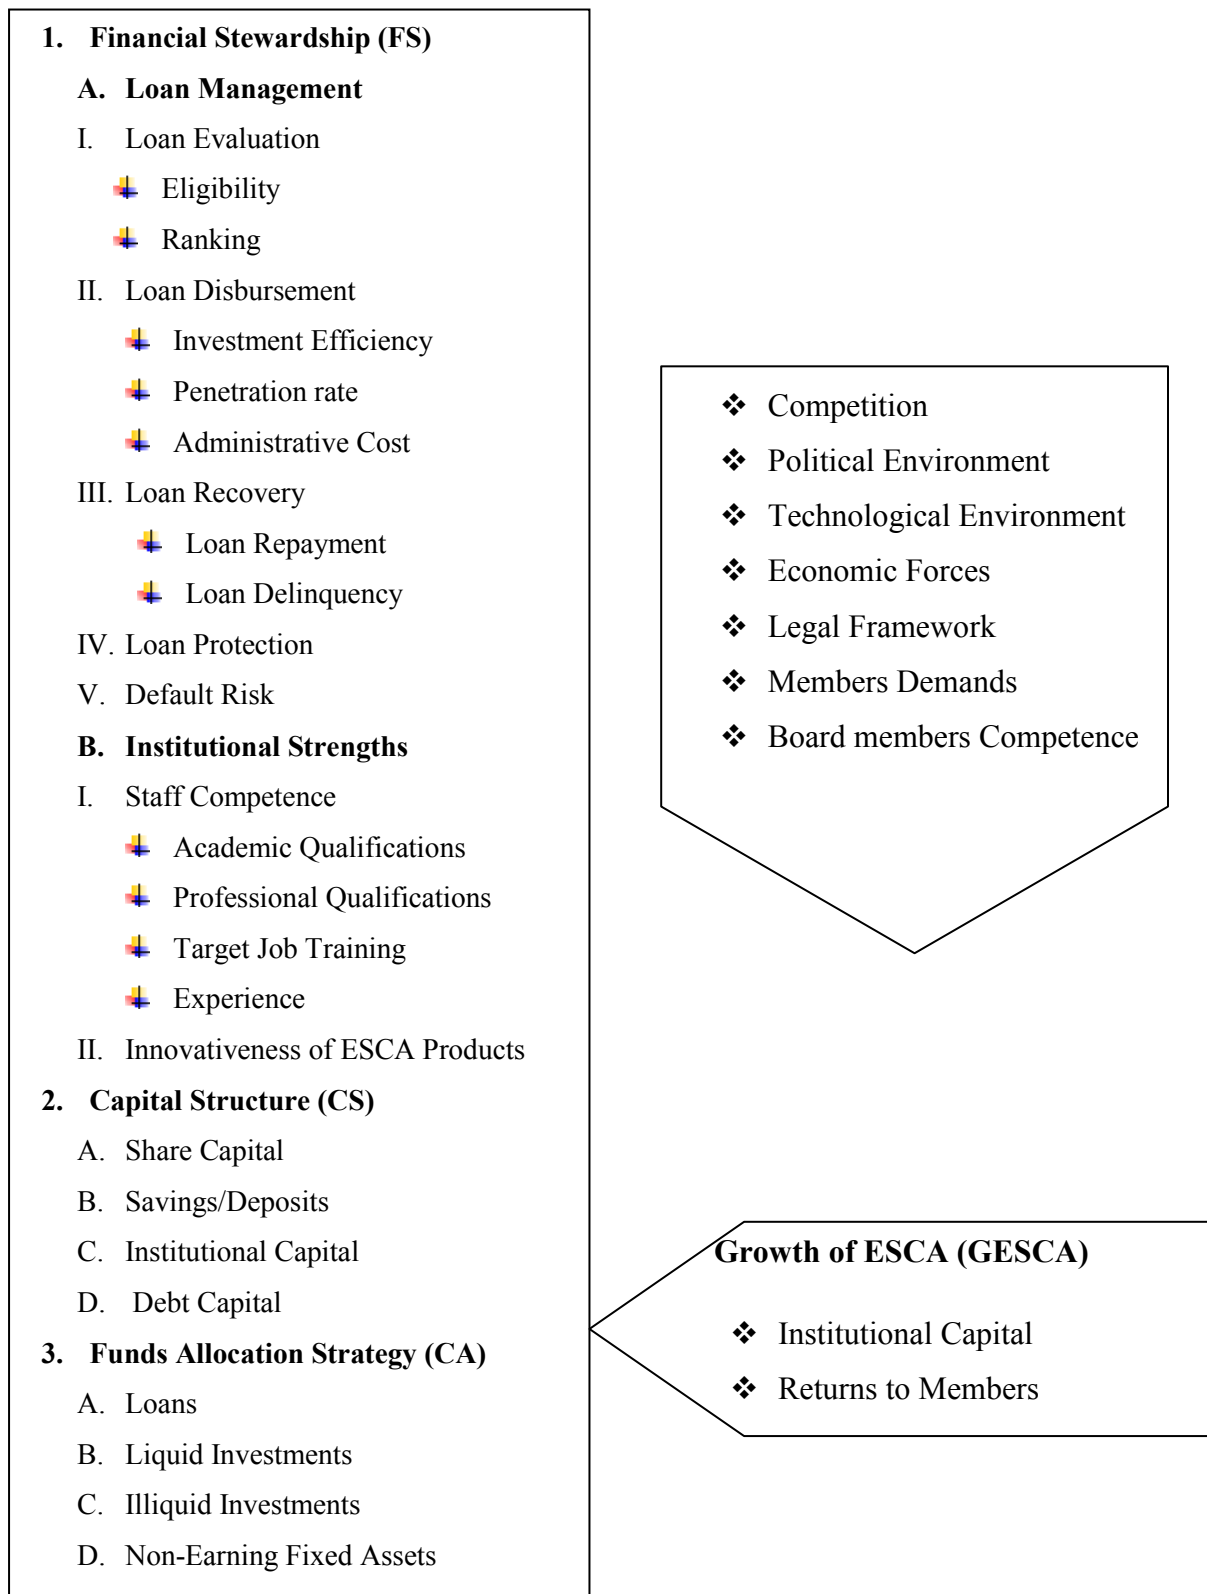 1. Financial Stewardship (FS)
A. Loan Management
I. Loan Evaluation
Eligibility
Ranking
II. Loan Disbursement
Investment Efficiency
Penetration rate
Administrative Cost
III. Loan Recovery
Loan Repayment
Loan Delinquency
IV. Loan Protection
V. Default Risk
B. Institutional Strengths
I. Staff Competence
Academic Qualifications
Professional Qualifications
Target Job Training
Experience
II. Innovativeness of ESCA Products
2. Capital Structure (CS)
A. Share Capital
B. Savings/Deposits
C. Institutional Capital
D. Debt Capital
3. Funds Allocation Strategy (CA)
A. Loans
B. Liquid Investments
C. Illiquid Investments
D. Non-Earning Fixed Assets
❖ Competition
❖ Political Environment
❖ Technological Environment
❖ Economic Forces
❖ Legal Framework
❖ Members Demands
❖ Board members Competence
Growth of ESCA (GESCA)
❖ Institutional Capital
❖ Returns to Members